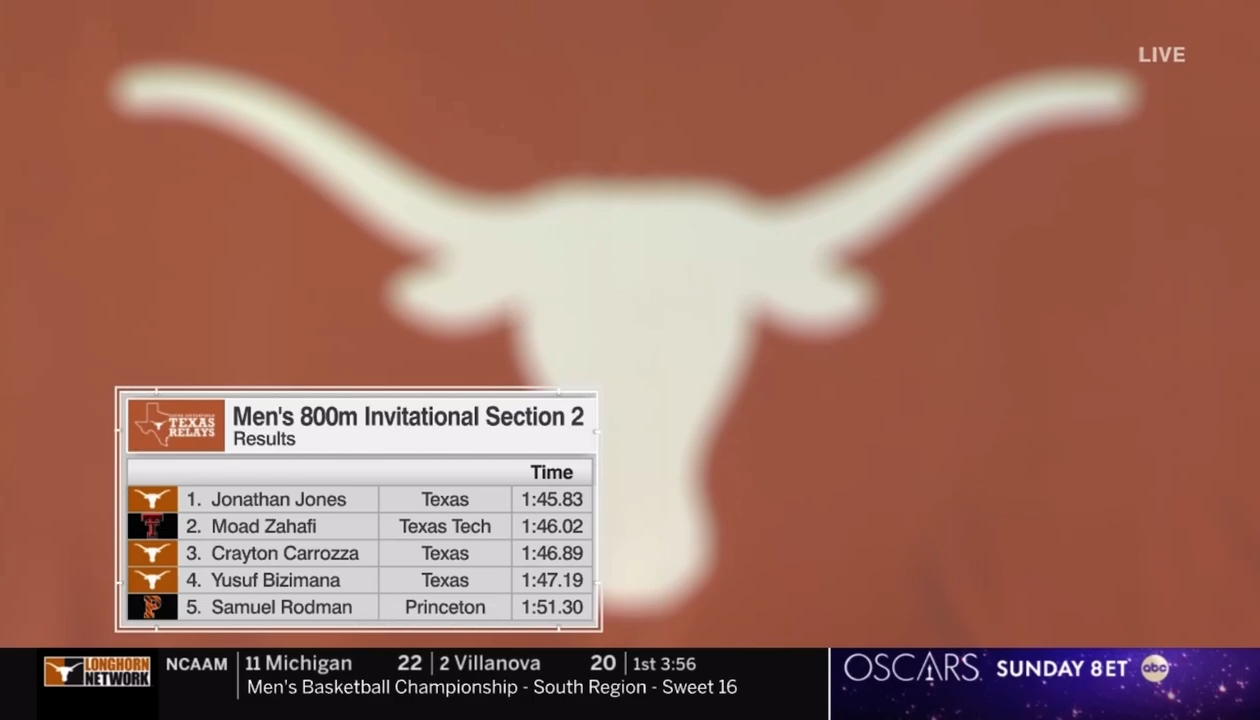 LIVE
TEXAS
RELAYS
Men's 800m Invitational Section 2
Results
Time
1. Jonathan Jones Texas 1:45.83
2. Moad Zahafi Texas Tech 1:46.02
3. Crayton Carrozza Texas 1:46.89
4. Yusuf Bizimana Texas 1:47.19
5. Samuel Rodman Princeton 1:51.30
LONGHORN
NETWORK
NCAAM 11 Michigan 22 2 Villanova 20 1st 3:56
Men's Basketball Championship - South Region - Sweet 16
OSCARS SUNDAY 8ET abc